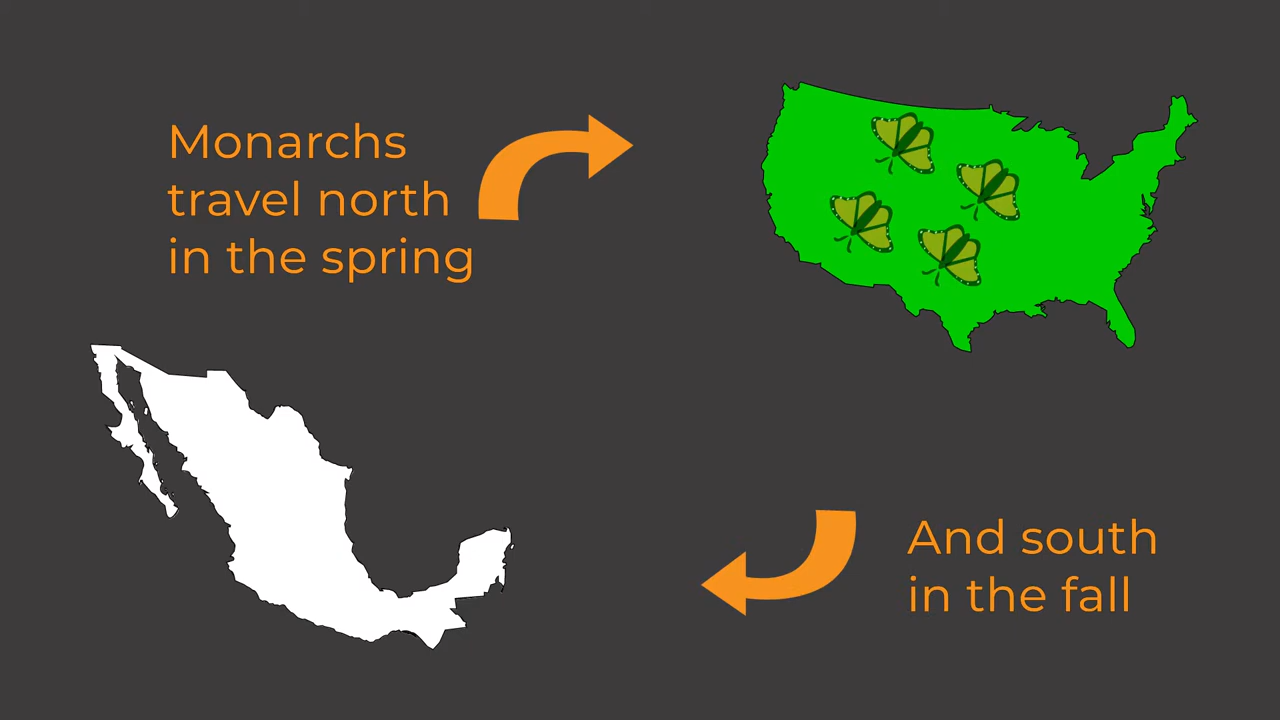 Monarchs
travel north
in the spring
And south
in the fall